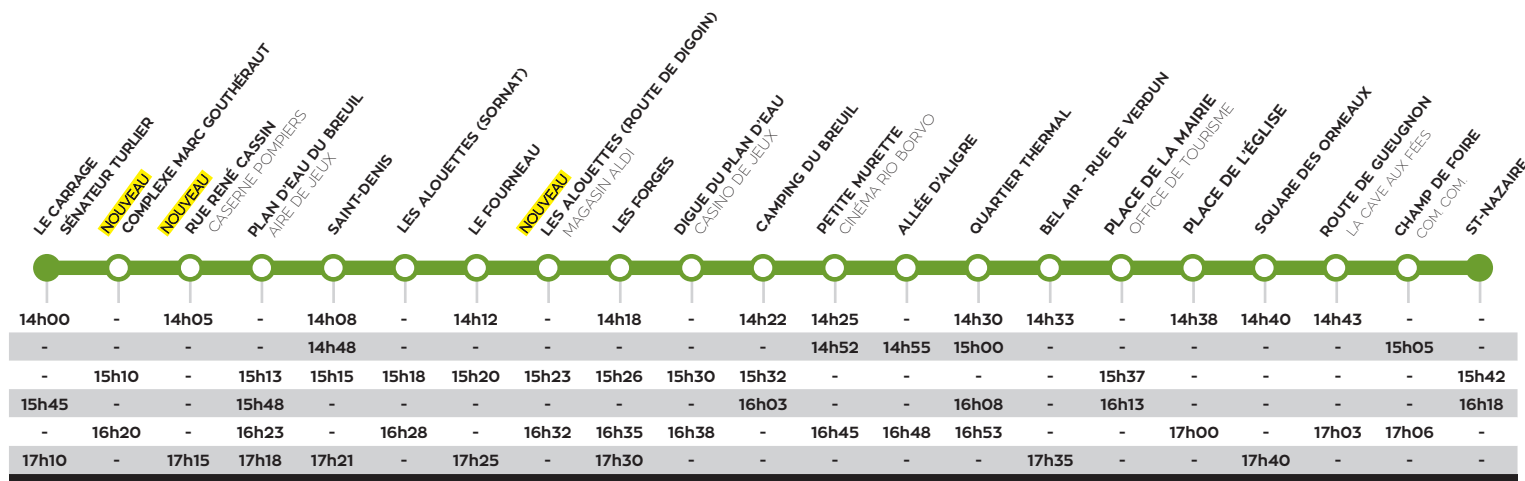 LE CARRAGE
SÉNATEUR TURLIER
NOUVEAU
COMPLEXE MARC GOUTHÉRAUT
NOUVEAU
RUE RENÉ CASSIN
CASERNE POMPIERS
PLAN D'EAU DU BREUIL
AIRE DE JEUX
SAINT-DENIS
LES ALOUETTES (SORNAT)
LE FOURNEAU
NOUVEAU
LES ALOUETTES (ROUTE DE DIGOIN)
MAGASIN ALDI
LES FORGES
DIGUE DU PLAN D'EAU
CASINO DE JEUX
CAMPING DU BREUIL
PETITE MURETTE
CINÉMA RIO BORVO
ALLÉE D'ALIGRE
QUARTIER THERMAL
BEL AIR - RUE DE VERDUN
PLACE DE LA MAIRIE
OFFICE DE TOURISME
PLACE DE L'ÉGLISE
SQUARE DES ORMEAUX
ROUTE DE GUEUGNON
LA CAVE AUX FÉES
CHAMP DE FOIRE
COM. COM.
ST-NAZAIRE
14h00 - 14h05 - 14h08 - 14h12 - 14h18 - 14h22 14h25 - 14h30 14h33 - 14h38 14h40 14h43 - -
- - - - 14h48 - - - - - - 14h52 14h55 15h00 - - - - - 15h05 -
- 15h10 - 15h13 15h15 15h18 15h20 15h23 15h26 15h30 15h32 - - - - 15h37 - - - - 15h42
15h45 - - 15h48 - - - - - - 16h03 - - 16h08 - 16h13 - - - - 16h18
- 16h20 - 16h23 - 16h28 - 16h32 16h35 16h38 - 16h45 16h48 16h53 - - 17h00 - 17h03 17h06 -
17h10 - 17h15 17h18 17h21 - 17h25 - 17h30 - - - - - 17h35 - - 17h40 - - -